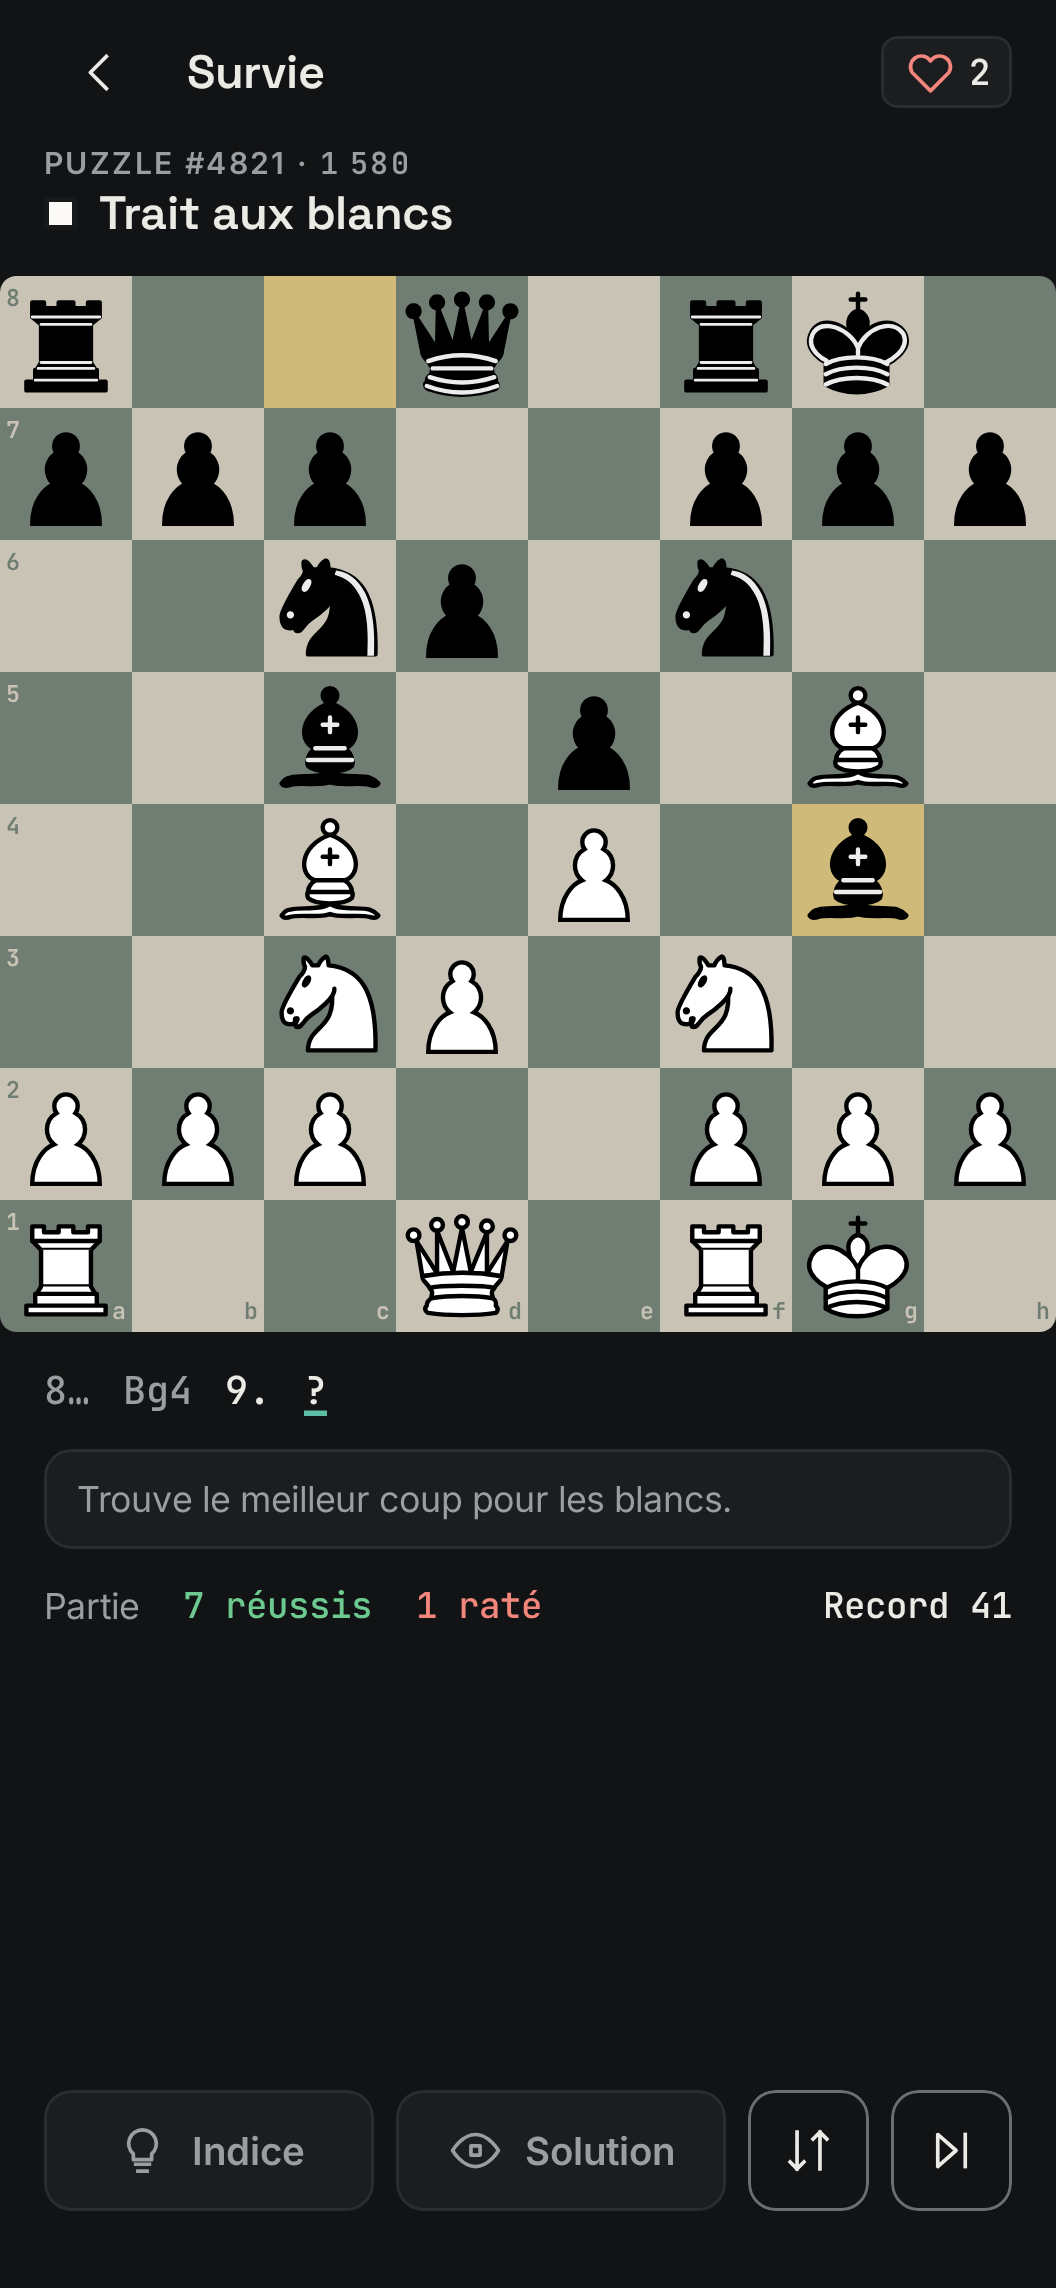 Survie
2
PUZZLE #4821 · 1 580
Trait aux blancs
8
7
6
5
4
3
2
1
a b c d e f g h
8… Bg4 9. ?
Trouve le meilleur coup pour les blancs.
Partie 7 réussis 1 raté Record 41
Indice Solution